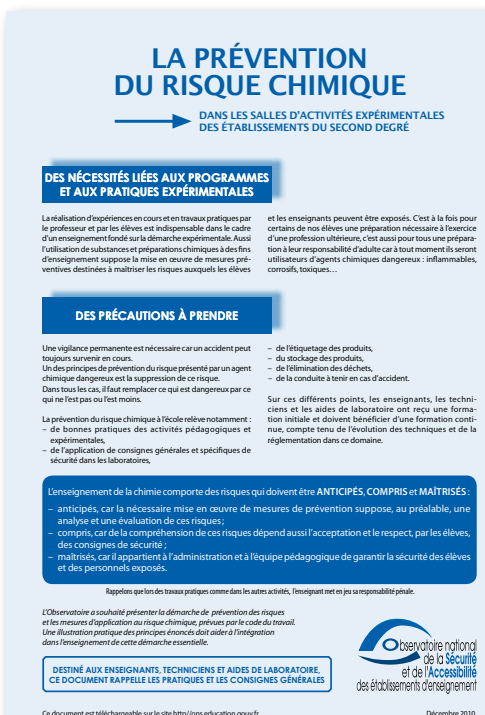 LA PRÉVENTION
DU RISQUE CHIMIQUE
DANS LES SALLES D'ACTIVITÉS EXPÉRIMENTALES
DES ÉTABLISSEMENTS DU SECOND DEGRÉ
DES NÉCESSITÉS LIÉES AUX PROGRAMMES
ET AUX PRATIQUES EXPÉRIMENTALES
La réalisation d'expériences en cours et en travaux pratiques par
le professeur et par les élèves est indispensable dans le cadre
d'un enseignement fondé sur la démarche expérimentale. Aussi
l'utilisation de substances et préparations chimiques à des fins
d'enseignement suppose la mise en œuvre de mesures pré-
ventives destinées à maîtriser les risques auxquels les élèves
et les enseignants peuvent être exposés. C'est à la fois pour
certains de nos élèves une préparation nécessaire à l'exercice
d'une profession ultérieure, c'est aussi pour tous une prépara-
tion à leur responsabilité d'adulte car à tout moment ils seront
utilisateurs d'agents chimiques dangereux : inflammables,
corrosifs, toxiques…
DES PRÉCAUTIONS À PRENDRE
Une vigilance permanente est nécessaire car un accident peut
toujours survenir en cours.
Un des principes de prévention du risque présenté par un agent
chimique dangereux est la suppression de ce risque.
Dans tous les cas, il faut remplacer ce qui est dangereux par ce
qui ne l'est pas ou l'est moins.
La prévention du risque chimique à l'école relève notamment :
– de bonnes pratiques des activités pédagogiques et
expérimentales,
– de l'application de consignes générales et spécifiques de
sécurité dans les laboratoires,
– de l'étiquetage des produits,
– du stockage des produits,
– de l'élimination des déchets,
– de la conduite à tenir en cas d'accident.
Sur ces différents points, les enseignants, les techni-
ciens et les aides de laboratoire ont reçu une forma-
tion initiale et doivent bénéficier d'une formation conti-
nue, compte tenu de l'évolution des techniques et de la
réglementation dans ce domaine.
L'enseignement de la chimie comporte des risques qui doivent être ANTICIPÉS, COMPRIS et MAÎTRISÉS :
– anticipés, car la nécessaire mise en œuvre de mesures de prévention suppose, au préalable, une
analyse et une évaluation de ces risques ;
– compris, car de la compréhension de ces risques dépend aussi l'acceptation et le respect, par les élèves,
des consignes de sécurité ;
– maîtrisés, car il appartient à l'administration et à l'équipe pédagogique de garantir la sécurité des élèves
et des personnels exposés.
Rappelons que lors des travaux pratiques comme dans les autres activités, l'enseignant met en jeu sa responsabilité pénale.
L'Observatoire a souhaité présenter la démarche de prévention des risques
et les mesures d'application au risque chimique, prévues par le code du travail.
Une illustration pratique des principes énoncés doit aider à l'intégration
dans l'enseignement de cette démarche essentielle.
DESTINÉ AUX ENSEIGNANTS, TECHNICIENS ET AIDES DE LABORATOIRE,
CE DOCUMENT RAPPELLE LES PRATIQUES ET LES CONSIGNES GÉNÉRALES
Observatoire national
de la Sécurité
et de l'Accessibilité
des établissements d'enseignement
Ce document est téléchargeable sur le site http//ons.education.gouv.fr
Décembre 2010